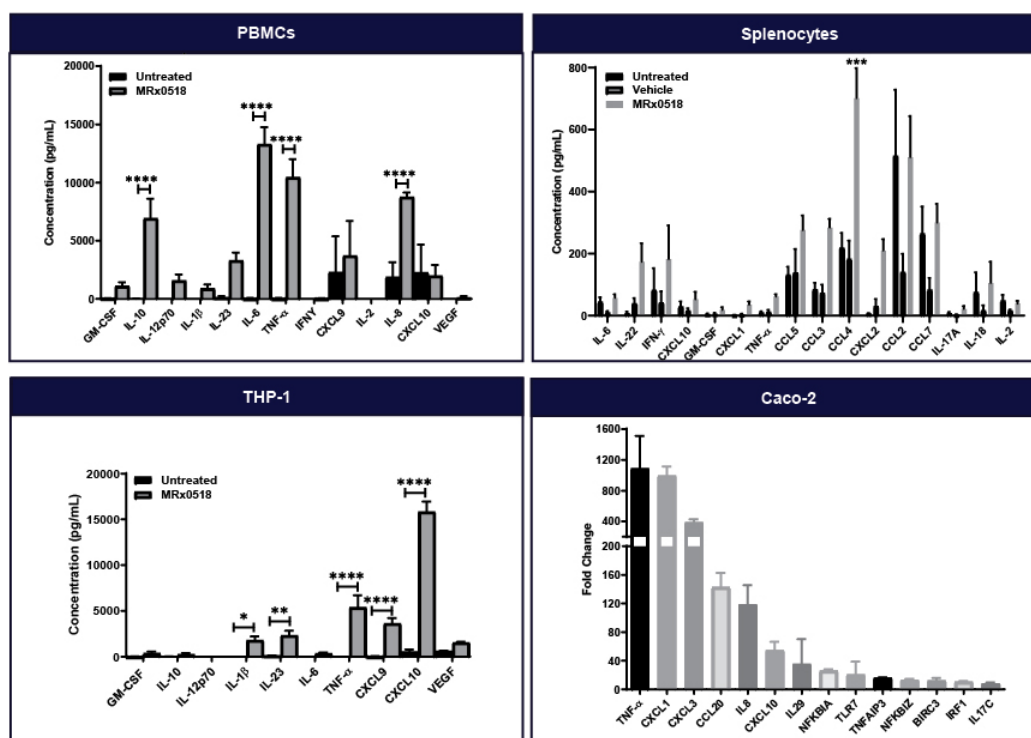 PBMCs
20000
15000
10000
5000
0
Concentration (pg/mL)
Untreated
MRx0518
****
****
****
****
GM-CSF
IL-10
IL-12p70
IL-1β
IL-23
IL-6
TNF-α
IFNY
CXCL9
IL-2
IL-8
CXCL10
VEGF
Splenocytes
800
600
400
200
0
Concentration (pg/mL)
Untreated
Vehicle
MRx0518
***
IL-6
IL-22
IFN-γ
CXCL10
GM-CSF
CXCL1
TNF-α
CCL5
CCL3
CCL4
CXCL2
CCL2
CCL7
IL-17A
IL-18
IL-2
THP-1
20000
15000
10000
5000
0
Concentration (pg/mL)
Untreated
MRx0518
*
**
****
****
****
GM-CSF
IL-10
IL-12p70
IL-1β
IL-23
IL-6
TNF-α
CXCL9
CXCL10
VEGF
Caco-2
1600
1200
800
400
200
160
120
80
40
0
Fold Change
TNF-α
CXCL1
CXCL3
CCL20
IL8
CXCL10
IL29
NFKBIA
TLR7
TNFAIP3
NFKBIZ
BIRC3
IRF1
IL17C